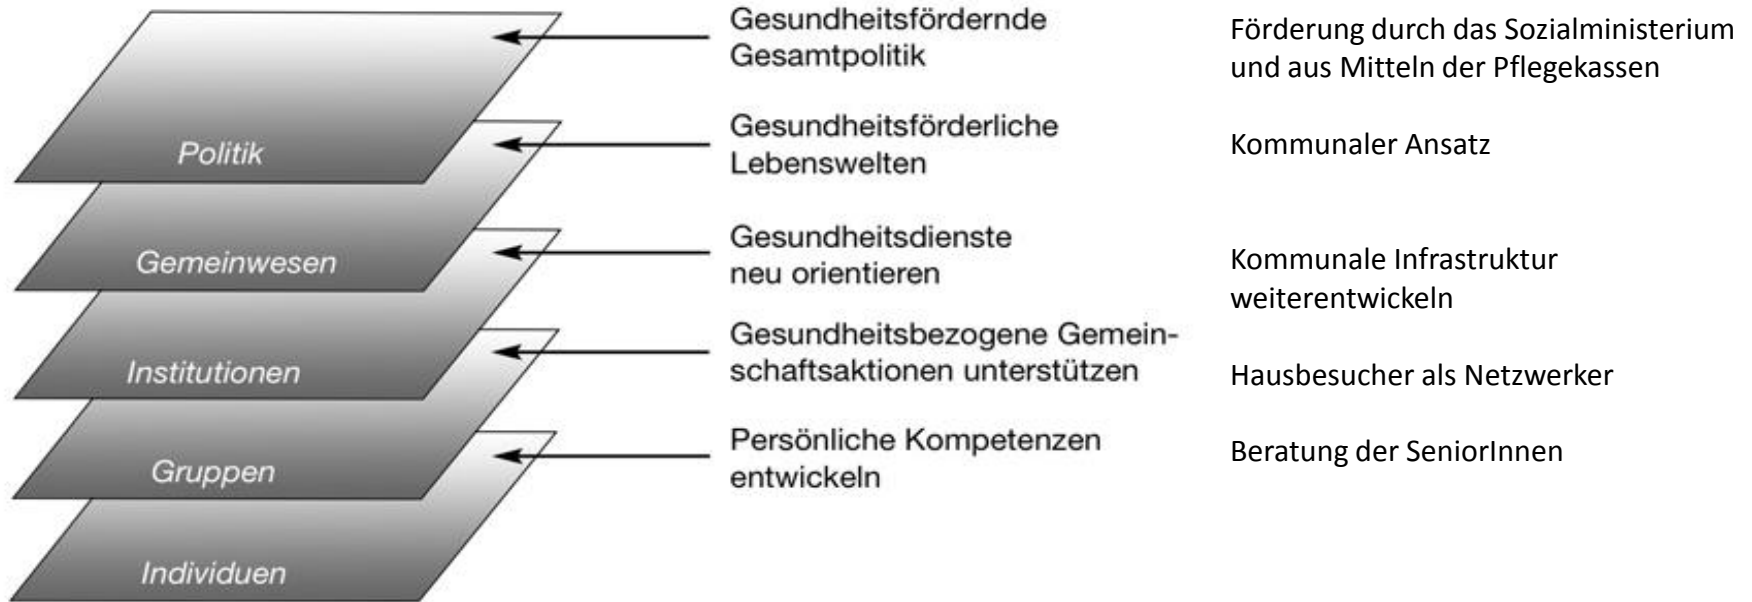 Politik
Gesundheitsfördernde
Gesamtpolitik
Förderung durch das Sozialministerium
und aus Mitteln der Pflegekassen
Gemeinwesen
Gesundheitsförderliche
Lebenswelten
Kommunaler Ansatz
Institutionen
Gesundheitsdienste
neu orientieren
Kommunale Infrastruktur
weiterentwickeln
Gruppen
Gesundheitsbezogene Gemein-
schaftsaktionen unterstützen
Hausbesucher als Netzwerker
Individuen
Persönliche Kompetenzen
entwickeln
Beratung der SeniorInnen